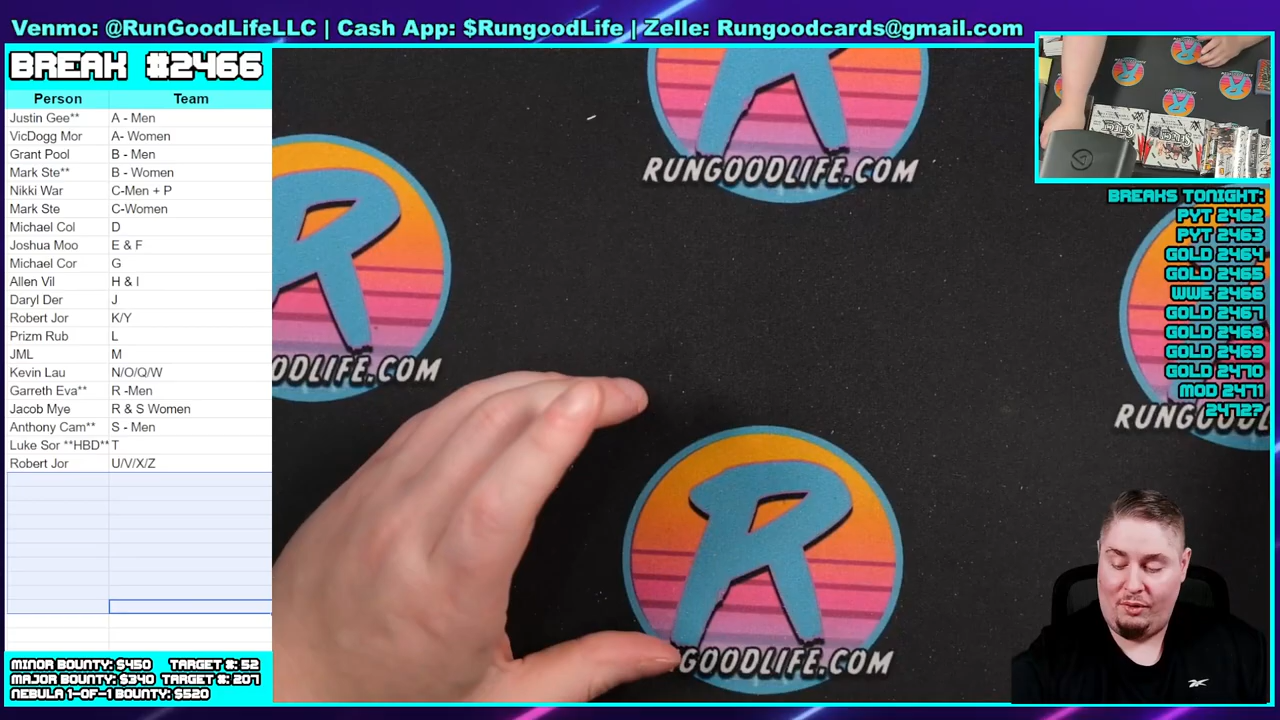 Venmo: @RunGoodLifeLLC | Cash App: $RungoodLife | Zelle: Rungoodcards@gmail.com
BREAK #2466
Person Team
Justin Gee** A - Men
VicDogg Mor A- Women
Grant Pool B - Men
Mark Ste** B - Women
Nikki War C-Men + P
Mark Ste C-Women
Michael Col D
Joshua Moo E & F
Michael Cor G
Allen Vil H & I
Daryl Der J
Robert Jor K/Y
Prizm Rub L
JML M
Kevin Lau N/O/Q/W
Garreth Eva** R -Men
Jacob Mye R & S Women
Anthony Cam** S - Men
Luke Sor **HBD** T
Robert Jor U/V/X/Z
MINOR BOUNTY: $450 TARGET #: 52
MAJOR BOUNTY: $340 TARGET #: 207
NEBULA 1-OF-1 BOUNTY: $520
R
RUNGOODLIFE.COM
R
OODLIFE.COM
R
GOODLIFE.COM
RUNGOODL
BREAKS TONIGHT:
PYT 2462
PYT 2463
GOLD 2464
GOLD 2465
WWE 2466
GOLD 2467
GOLD 2468
GOLD 2469
GOLD 2470
MOD 2471
2472?